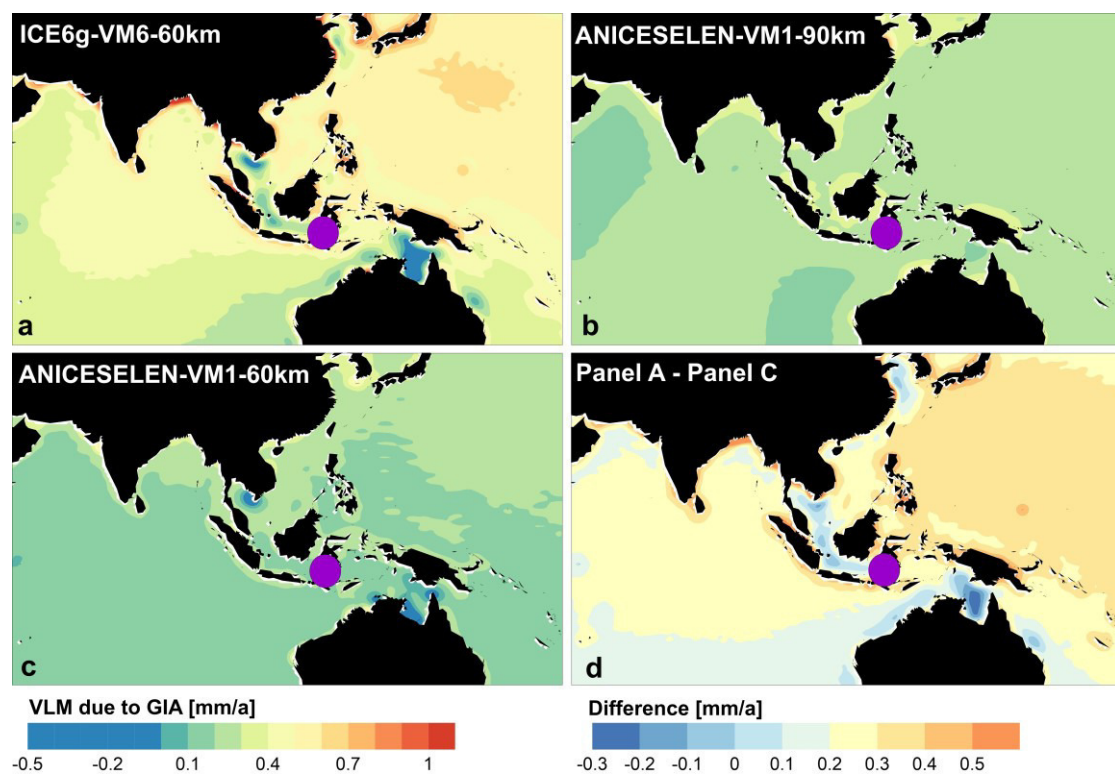 ICE6g-VM6-60km
ANICESELEN-VM1-90km
a
b
ANICESELEN-VM1-60km
Panel A - Panel C
c
d
VLM due to GIA [mm/a]
Difference [mm/a]
-0.5 -0.2 0.1 0.4 0.7 1
-0.3 -0.2 -0.1 0 0.1 0.2 0.3 0.5